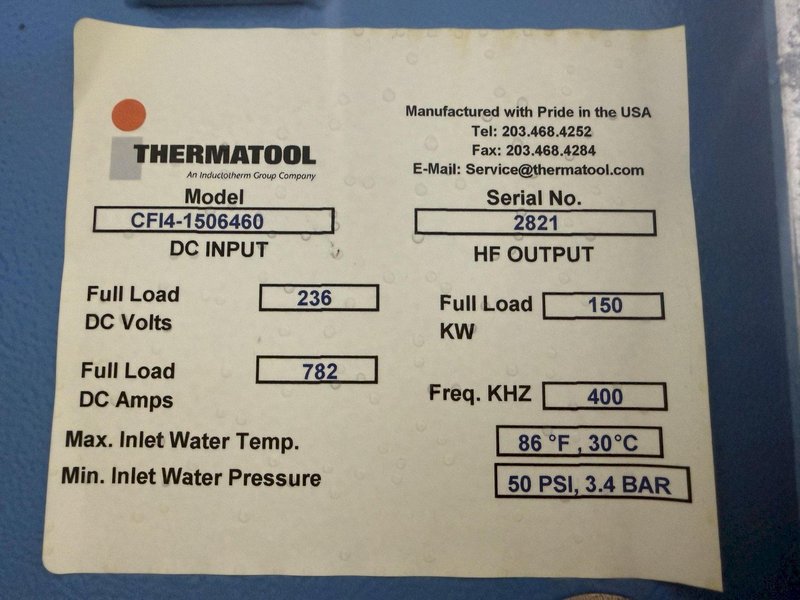 Manufactured with Pride in the USA
Tel: 203.468.4252
Fax: 203.468.4284
E-Mail: Service@thermatool.com
THERMATOOL
An Inductotherm Group Company
Model
CFI4-1506460
DC INPUT
Serial No.
2821
HF OUTPUT
Full Load 236
DC Volts
Full Load 150
KW
Full Load 782
DC Amps
Freq. KHZ 400
Max. Inlet Water Temp. 86 °F , 30°C
Min. Inlet Water Pressure 50 PSI, 3.4 BAR